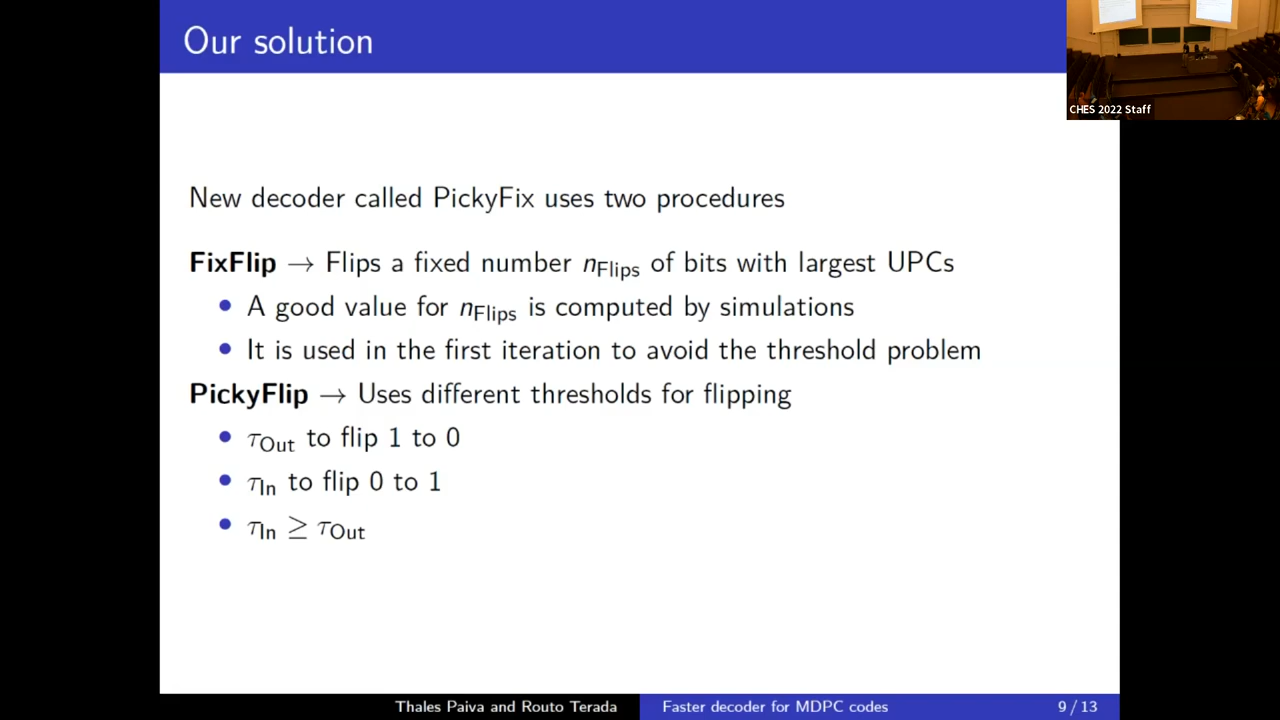 Our solution
CHES 2022 Staff
New decoder called PickyFix uses two procedures
FixFlip → Flips a fixed number nFlips of bits with largest UPCs
• A good value for nFlips is computed by simulations
• It is used in the first iteration to avoid the threshold problem
PickyFlip → Uses different thresholds for flipping
• τOut to flip 1 to 0
• τIn to flip 0 to 1
• τIn ≥ τOut
Thales Paiva and Routo Terada Faster decoder for MDPC codes 9 / 13